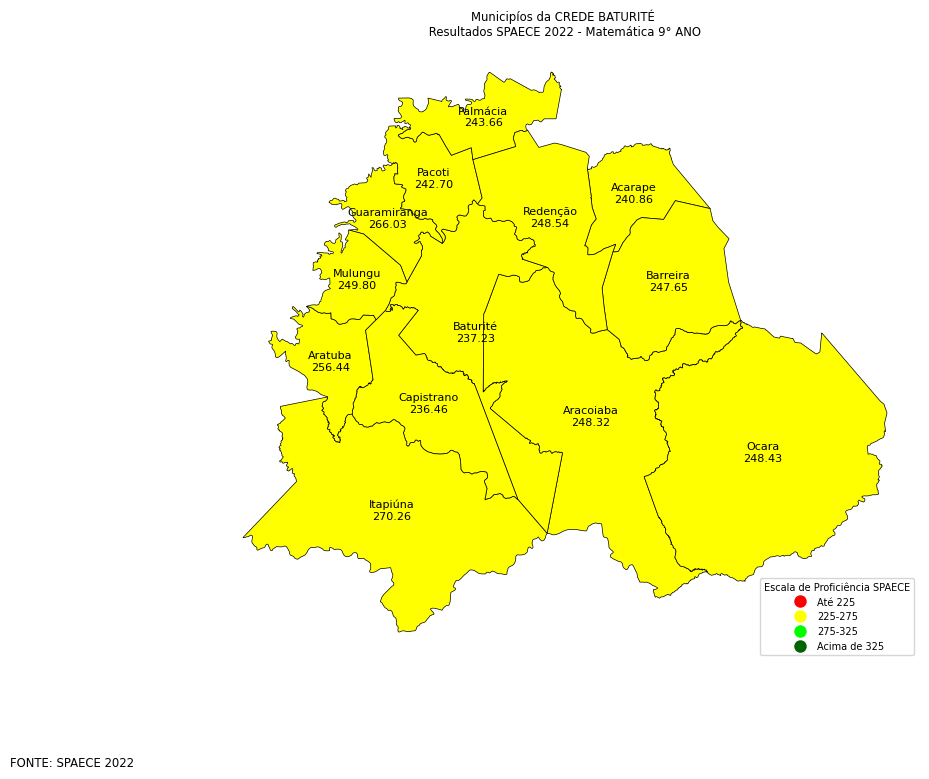 Municipíos da CREDE BATURITÉ
Resultados SPAECE 2022 - Matemática 9° ANO
Palmácia
243.66
Pacoti
242.70
Acarape
240.86
Guaramiranga
266.03
Redenção
248.54
Mulungu
249.80
Barreira
247.65
Baturité
237.23
Aratuba
256.44
Capistrano
236.46
Aracoiaba
248.32
Ocara
248.43
Itapiúna
270.26
Escala de Proficiência SPAECE
Até 225
225-275
275-325
Acima de 325
FONTE: SPAECE 2022